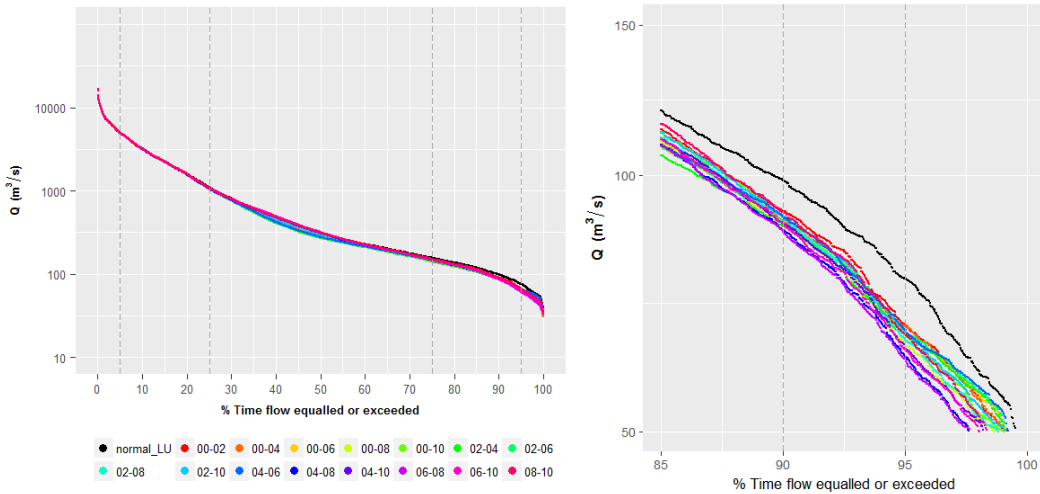 Q (m³/s)
10000
1000
100
10
0 10 20 30 40 50 60 70 80 90 100
% Time flow equalled or exceeded
normal_LU 00-02 00-04 00-06 00-08 00-10 02-04 02-06
02-08 02-10 04-06 04-08 04-10 06-08 06-10 08-10
Q (m³/s)
150
100
50
85 90 95 100
% Time flow equalled or exceeded